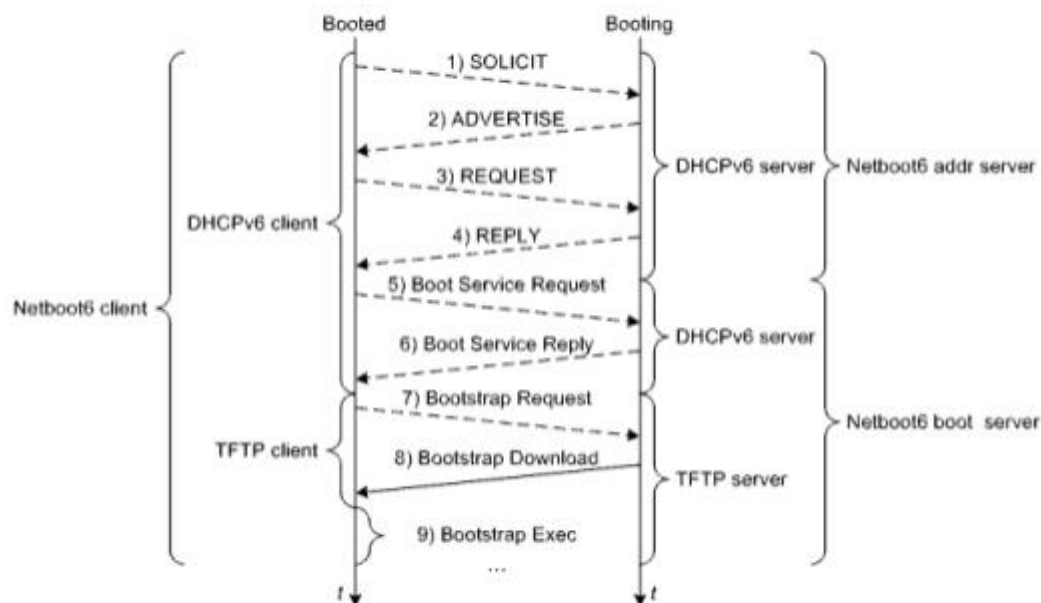 Booted
Booting
1) SOLICIT
2) ADVERTISE
3) REQUEST
DHCPv6 server
Netboot6 addr server
DHCPv6 client
4) REPLY
5) Boot Service Request
Netboot6 client
6) Boot Service Reply
DHCPv6 server
7) Bootstrap Request
Netboot6 boot server
TFTP client
8) Bootstrap Download
TFTP server
9) Bootstrap Exec
...
t
t